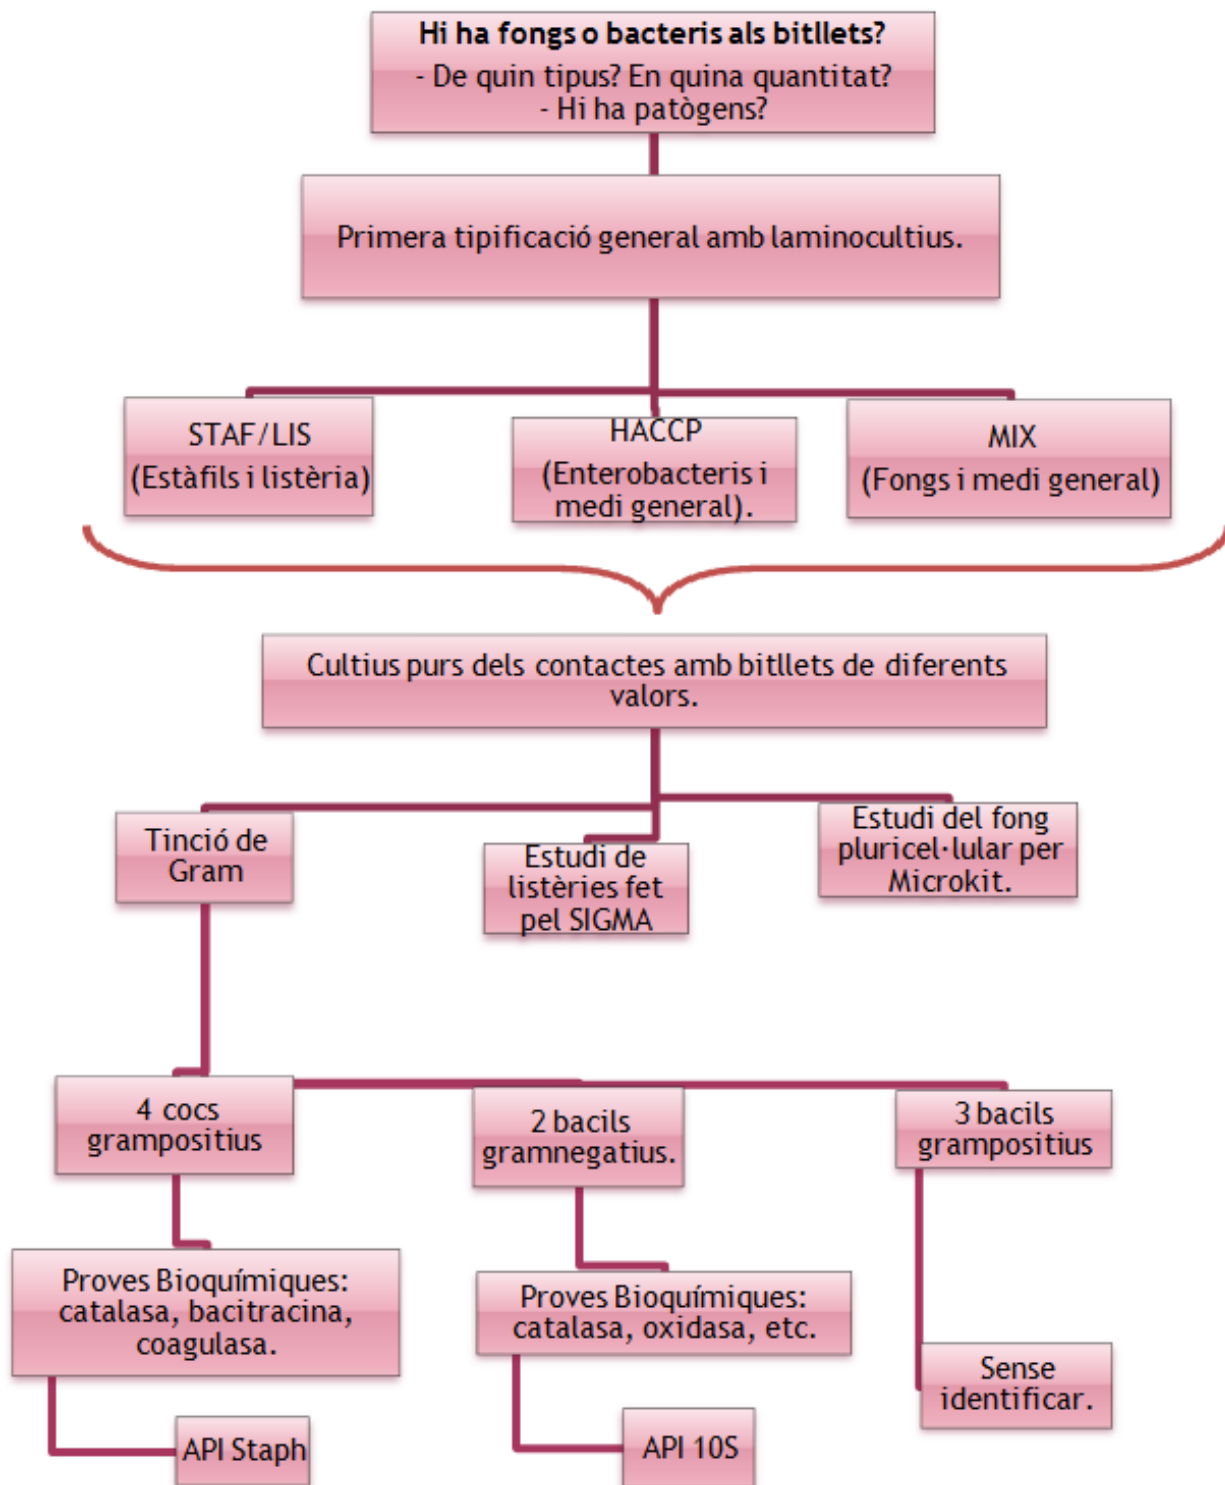 Hi ha fongs o bacteris als bitllets?
- De quin tipus? En quina quantitat?
- Hi ha patògens?
Primera tipificació general amb laminocultius.
STAF/LIS
(Estàfils i listèria)
HACCP
(Enterobacteris i
medi general).
MIX
(Fongs i medi general)
Cultius purs dels contactes amb bitllets de diferents
valors.
Tinció de
Gram
Estudi de
listèries fet
pel SIGMA
Estudi del fong
pluricel·lular per
Microkit.
4 cocs
grampositius
2 bacils
gramnegatius.
3 bacils
grampositius
Proves Bioquímiques:
catalasa, bacitracina,
coagulasa.
Proves Bioquímiques:
catalasa, oxidasa, etc.
Sense
identificar.
API Staph
API 10S